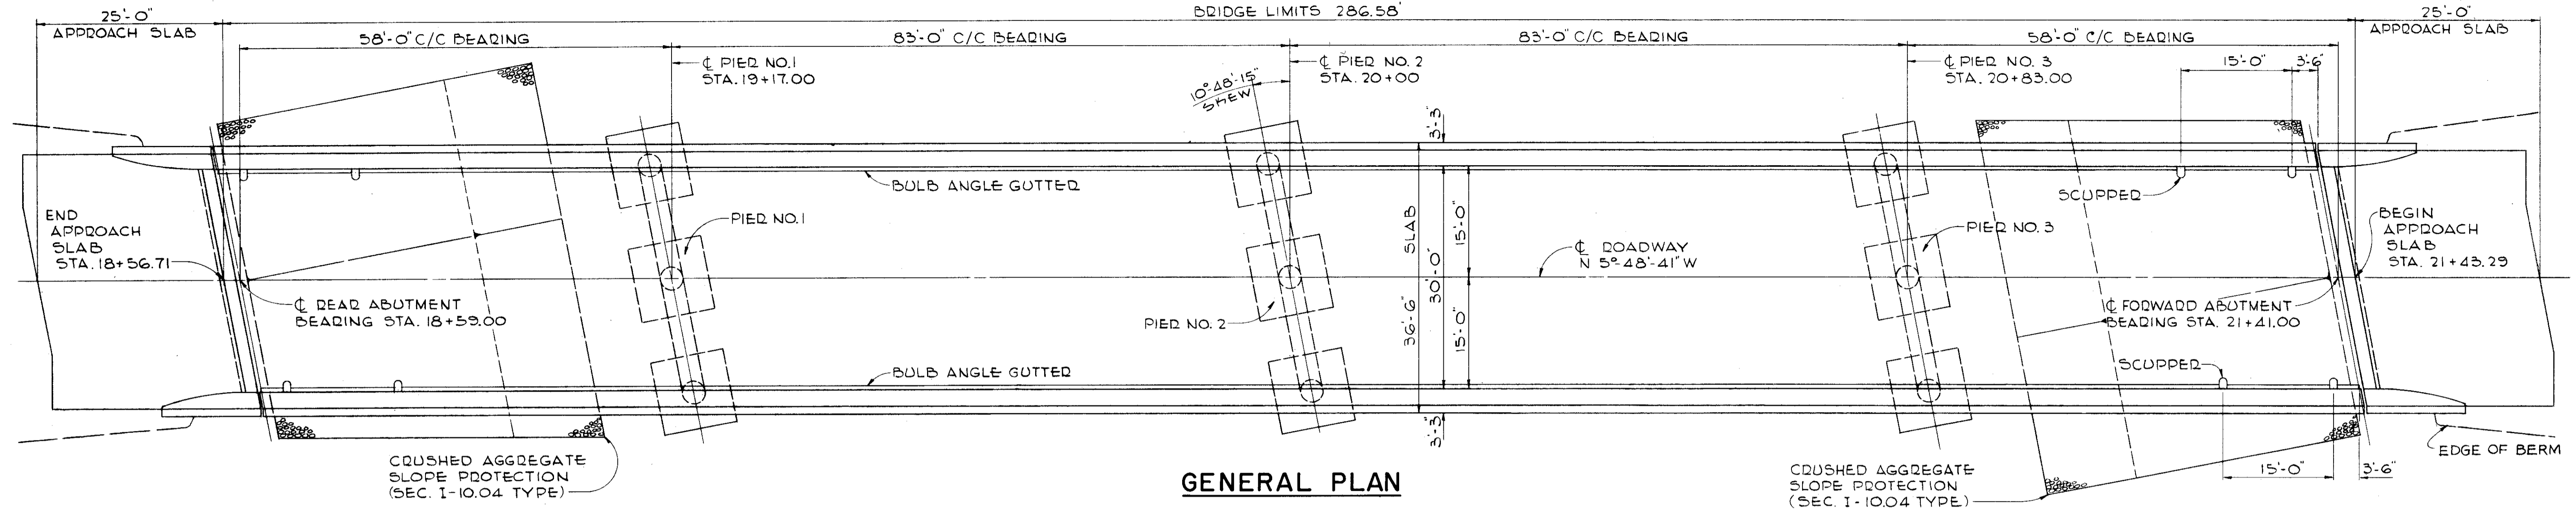 25'-0"
APPROACH SLAB
BRIDGE LIMITS 286.58'
25'-0"
APPROACH SLAB
58'-0" C/C BEARING
83'-0" C/C BEARING
83'-0" C/C BEARING
58'-0" C/C BEARING
℄ PIER NO.1
STA. 19+17.00
℄ PIER NO. 2
STA. 20+00
℄ PIER NO. 3
STA. 20+83.00
15'-0"
3'-6"
10°-48'-15"
SKEW
3'-3"
BULB ANGLE GUTTER
SCUPPER
END
APPROACH
SLAB
STA. 18+56.71
PIER NO.1
SLAB
15'-0"
℄ ROADWAY
N 5°-48'-41" W
PIER NO. 3
BEGIN
APPROACH
SLAB
STA. 21+43.29
℄ REAR ABUTMENT
BEARING STA. 18+59.00
PIER NO. 2
36'-6"
30'-0"
15'-0"
℄ FORWARD ABUTMENT
BEARING STA. 21+41.00
BULB ANGLE GUTTER
SCUPPER
3'-3"
CRUSHED AGGREGATE
SLOPE PROTECTION
(SEC. I-10.04 TYPE)
GENERAL PLAN
CRUSHED AGGREGATE
SLOPE PROTECTION
(SEC. I-10.04 TYPE)
15'-0"
3'-6"
EDGE OF BERM